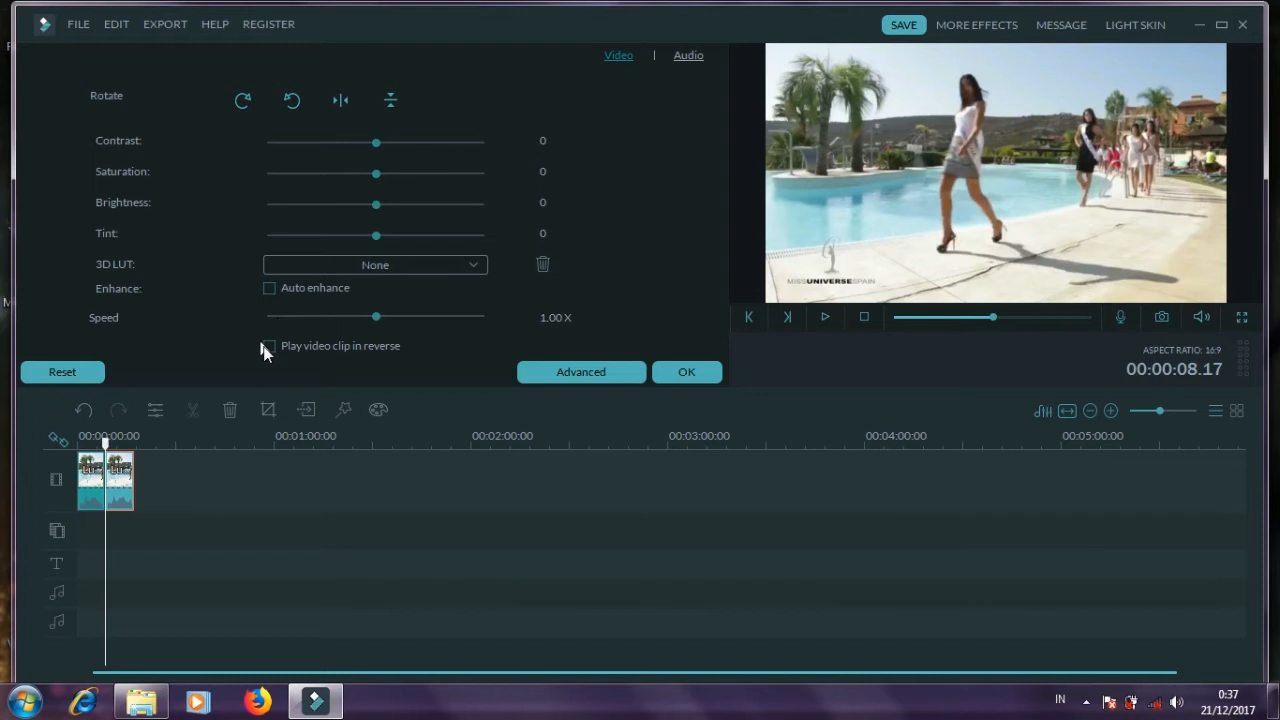 FILE EDIT EXPORT HELP REGISTER SAVE MORE EFFECTS MESSAGE LIGHT SKIN
Video | Audio
Rotate
Contrast: 0
Saturation: 0
Brightness: 0
Tint: 0
3D LUT: None
Enhance: Auto enhance
Speed 1.00 X
Play video clip in reverse
Reset Advanced OK
MISSUNIVERSESPAIN
ASPECT RATIO: 16:9
00:00:08.17
00:00:00:00 00:01:00:00 00:02:00:00 00:03:00:00 00:04:00:00 00:05:00:00
IN 0:37
21/12/2017